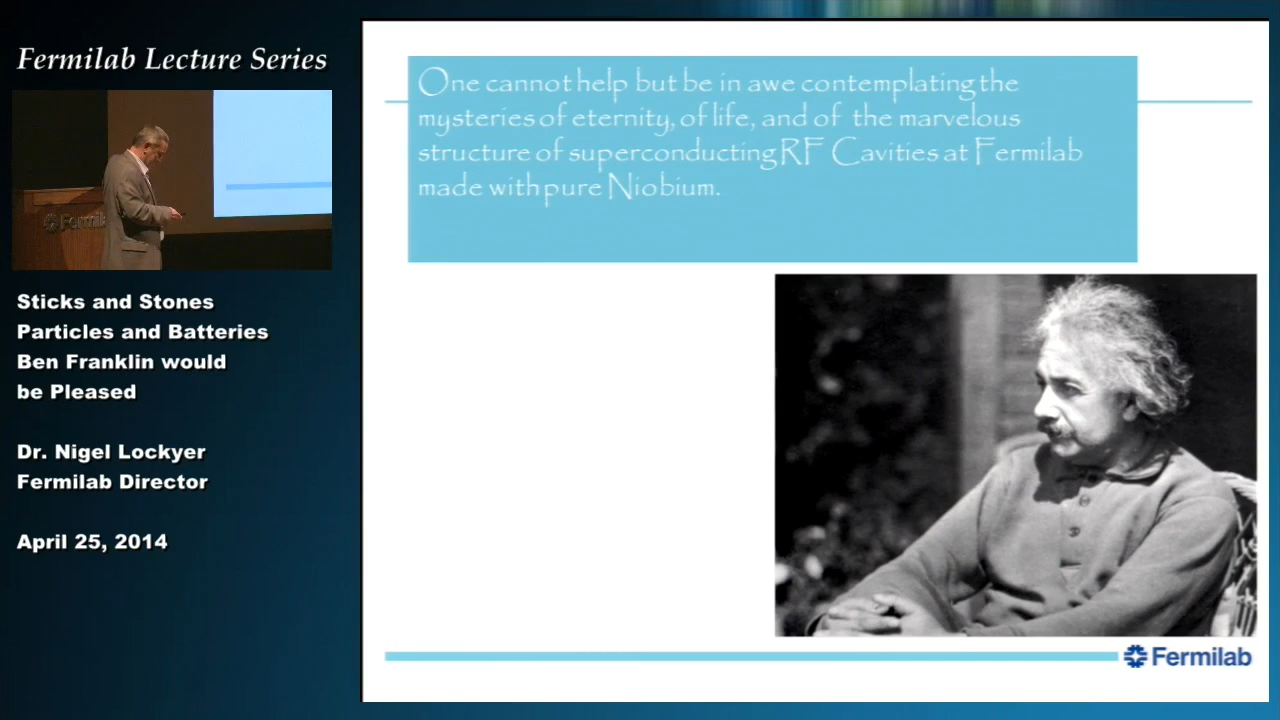 Fermilab Lecture Series
One cannot help but be in awe contemplating the
mysteries of eternity, of life, and of the marvelous
structure of superconducting RF Cavities at Fermilab
made with pure Niobium.
Fermilab
Sticks and Stones
Particles and Batteries
Ben Franklin would
be Pleased
Dr. Nigel Lockyer
Fermilab Director
April 25, 2014
Fermilab